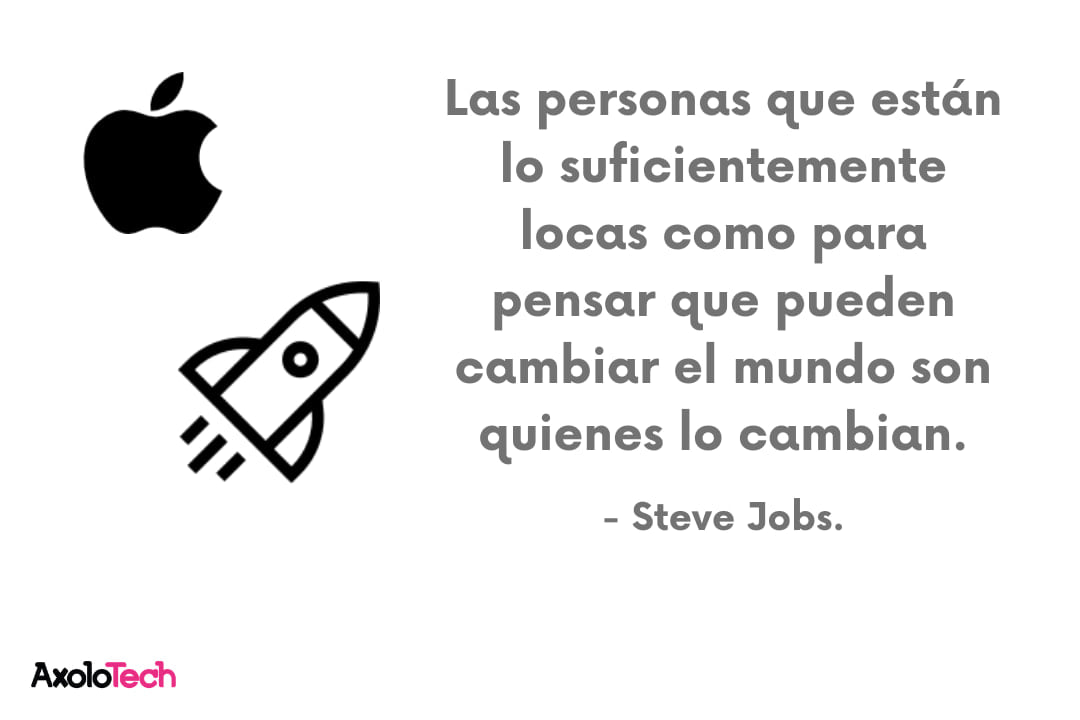 Las personas que están
lo suficientemente
locas como para
pensar que pueden
cambiar el mundo son
quienes lo cambian.
- Steve Jobs.
AxoloTech